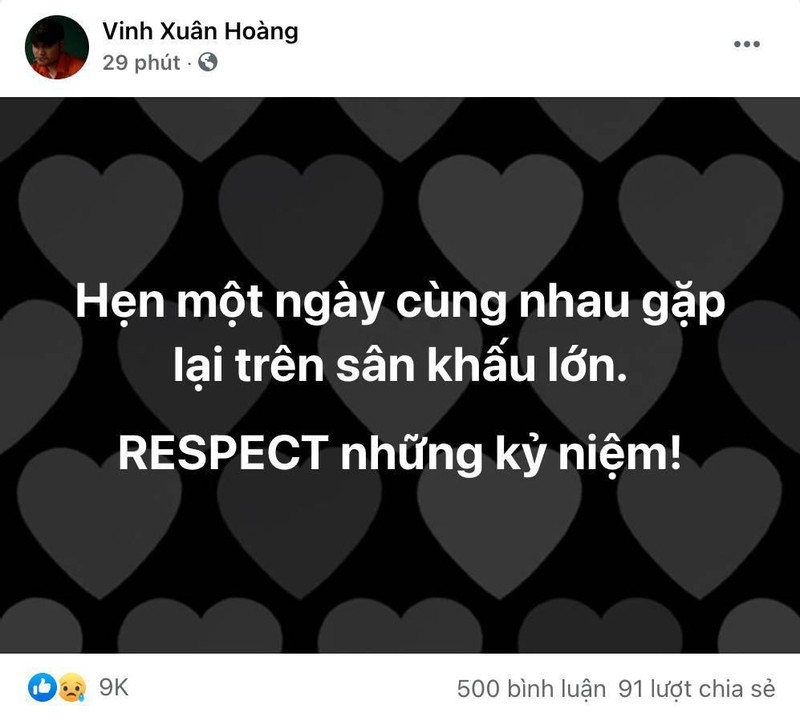 Vinh Xuân Hoàng
29 phút ·
Hẹn một ngày cùng nhau gặp
lại trên sân khấu lớn.
RESPECT những kỷ niệm!
9K
500 bình luận 91 lượt chia sẻ